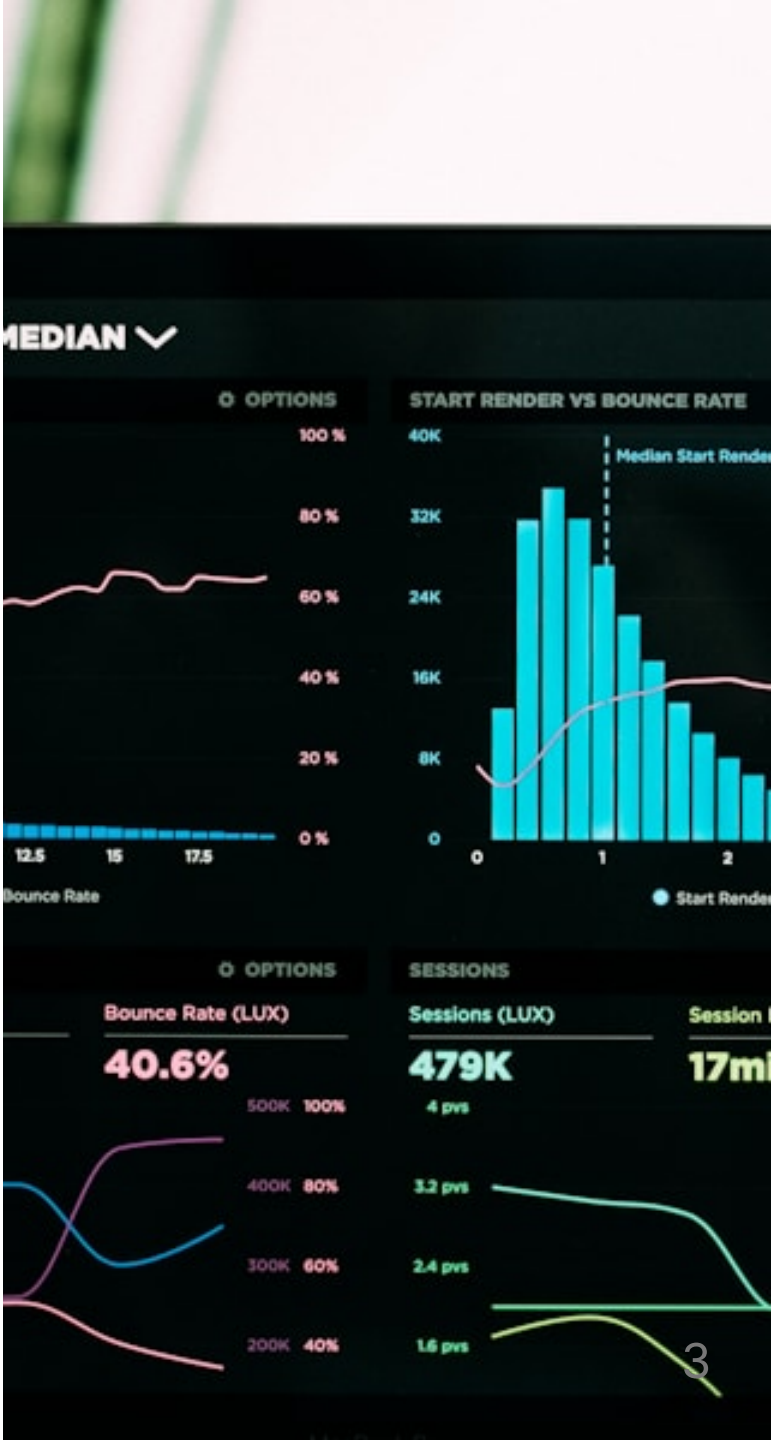 MEDIAN
OPTIONS
100 %
80 %
60 %
40 %
20 %
0 %
12.5 15 17.5
Bounce Rate
START RENDER VS BOUNCE RATE
40K
32K
24K
16K
8K
0
Median Start Render
0 1 2
Start Render
OPTIONS
Bounce Rate (LUX)
40.6%
500K 100%
400K 80%
300K 60%
200K 40%
SESSIONS
Sessions (LUX)
479K
4 pvs
3.2 pvs
2.4 pvs
1.6 pvs
Session
17mi
3